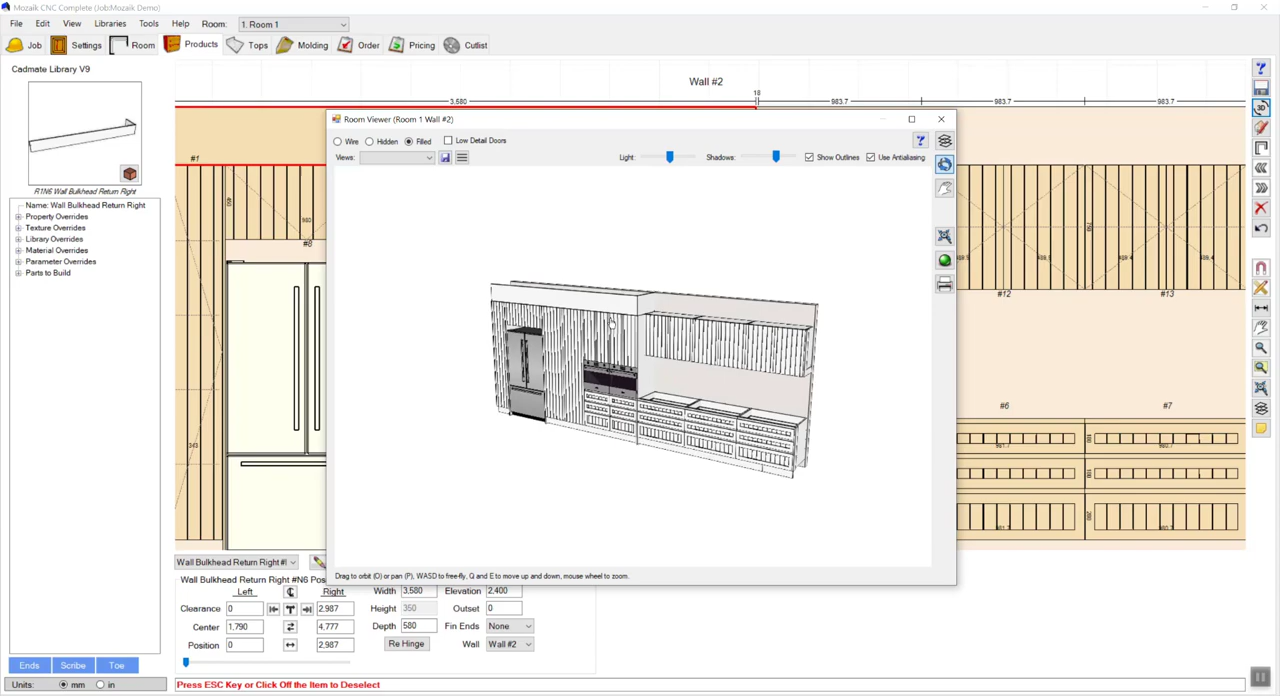 Mozaik CNC Complete (Job:Mozaik Demo)
File Edit View Libraries Tools Help Room: 1. Room 1
Job Settings Room Products Tops Molding Order Pricing Cutlist
Cadmate Library V9
R1N6 Wall Bulkhead Return Right
Name: Wall Bulkhead Return Right
Property Overrides
Texture Overrides
Library Overrides
Material Overrides
Parameter Overrides
Parts to Build
Wall #2
3,580 18 983.7 983.7 983.7
#1
#8
343
Room Viewer (Room 1 Wall #2)
Wire Hidden Filled Low Detail Doors
Views: Light: Shadows: Show Outlines Use Antialiasing
Drag to orbit (O) or pan (P), WASD to free-fly, Q and E to move up and down, mouse wheel to zoom.
#12 #13
#6 #7
3D
Wall Bulkhead Return Right #
Wall Bulkhead Return Right #N6 Pos
Left Right Width 3,580 Elevation 2,400
Clearance 0 2,987 Height 350 Outset 0
Center 1,790 4,777 Depth 580 Fin Ends None
Position 0 2,987 Re Hinge Wall Wall #2
Ends Scribe Toe
Units: mm in Press ESC Key or Click Off the Item to Deselect